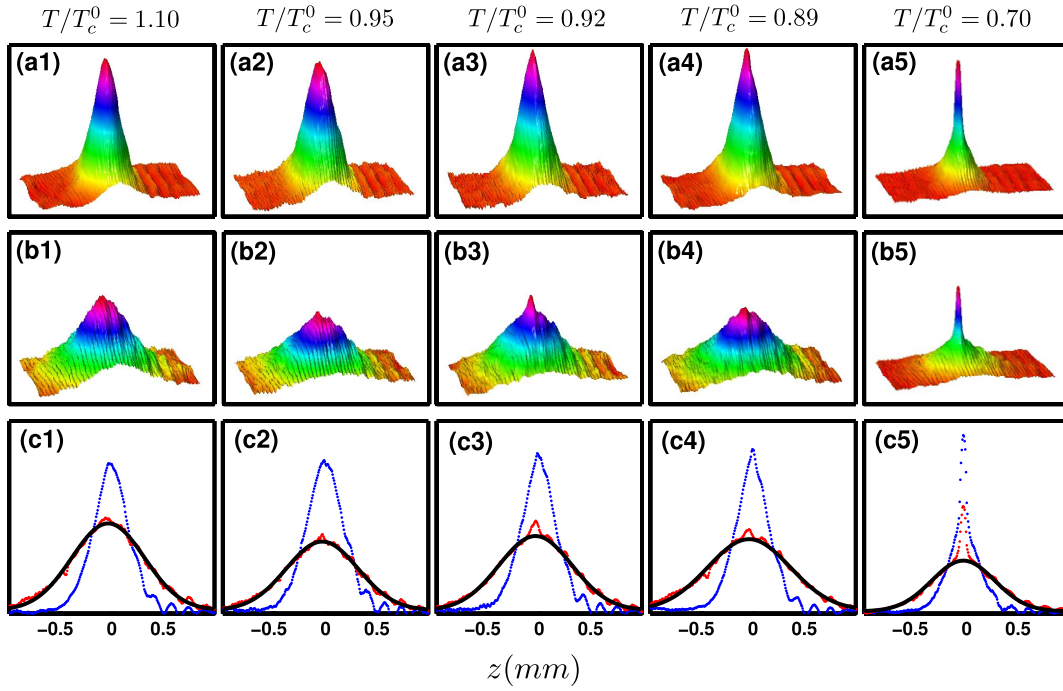 T/T_c^0 = 1.10 T/T_c^0 = 0.95 T/T_c^0 = 0.92 T/T_c^0 = 0.89 T/T_c^0 = 0.70
(a1) (a2) (a3) (a4) (a5)
(b1) (b2) (b3) (b4) (b5)
(c1) (c2) (c3) (c4) (c5)
−0.5 0 0.5 −0.5 0 0.5 −0.5 0 0.5 −0.5 0 0.5 −0.5 0 0.5
z(mm)